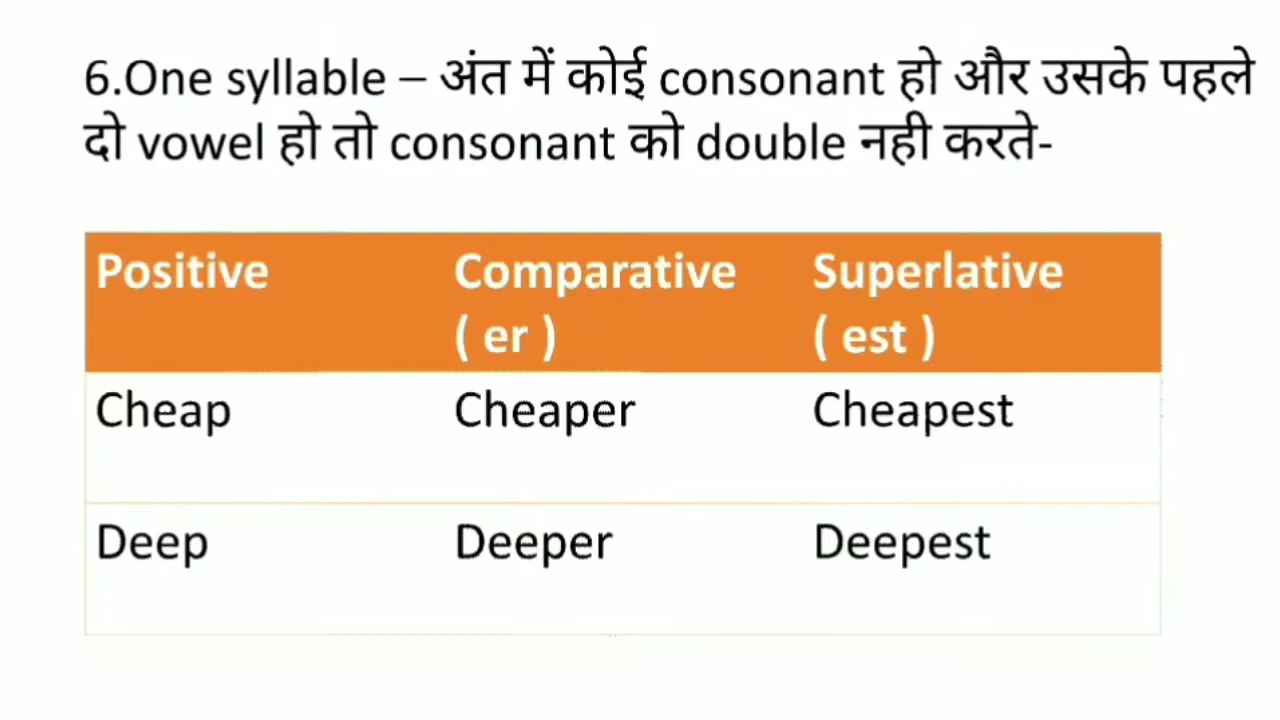 6.One syllable – अंत में कोई consonant हो और उसके पहले
दो vowel हो तो consonant को double नही करते-
Positive Comparative Superlative
( er ) ( est )
Cheap Cheaper Cheapest
Deep Deeper Deepest